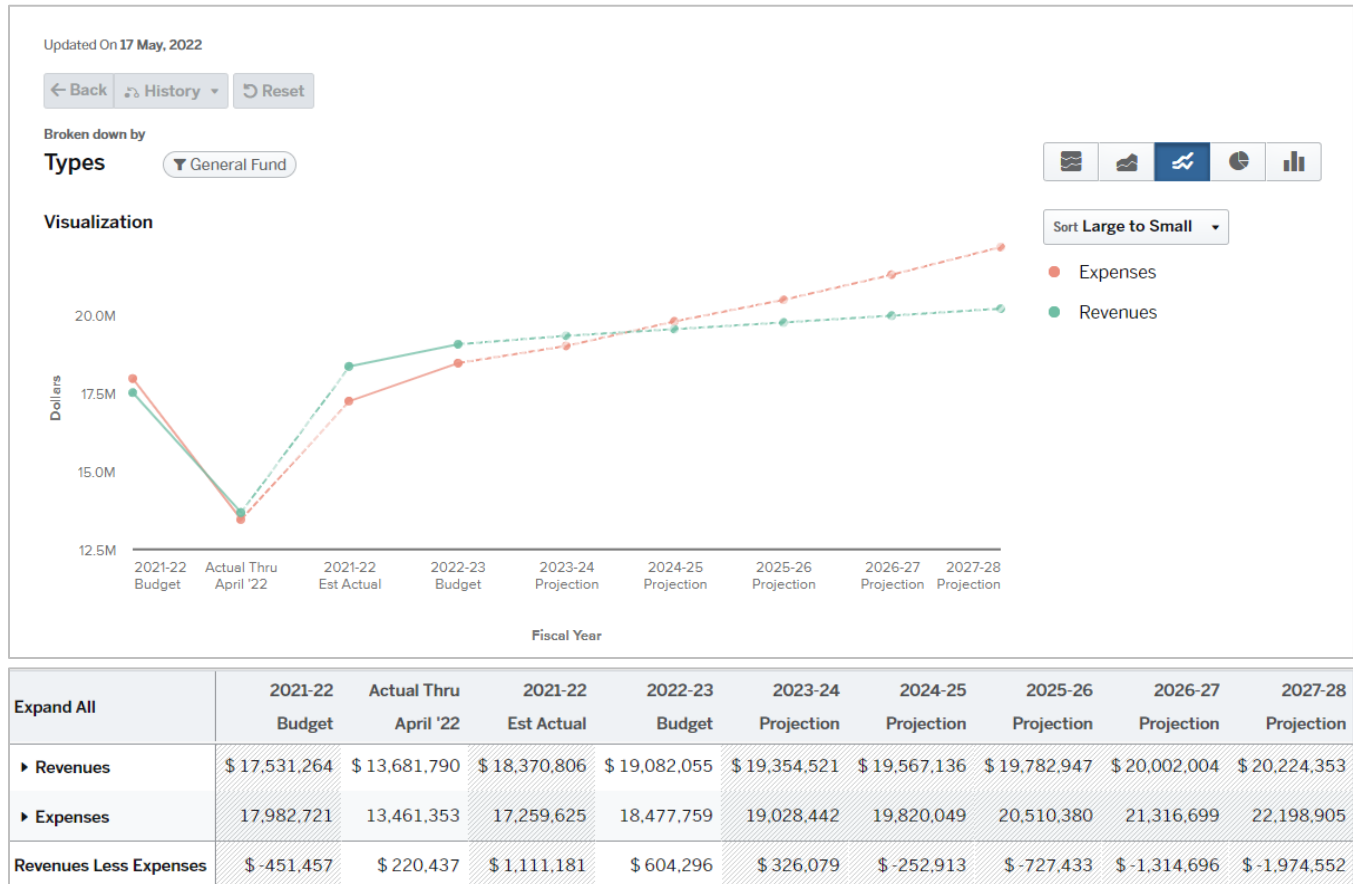 Updated On 17 May, 2022
Back History Reset
Broken down by
Types General Fund
Visualization
Sort Large to Small
Expenses
Revenues
20.0M
17.5M
15.0M
12.5M
Dollars
2021-22 Actual Thru 2021-22 2022-23 2023-24 2024-25 2025-26 2026-27 2027-28
Budget April '22 Est Actual Budget Projection Projection Projection Projection Projection
Fiscal Year
Expand All
2021-22 Actual Thru 2021-22 2022-23 2023-24 2024-25 2025-26 2026-27 2027-28
Budget April '22 Est Actual Budget Projection Projection Projection Projection Projection
Revenues $ 17,531,264 $ 13,681,790 $ 18,370,806 $ 19,082,055 $ 19,354,521 $ 19,567,136 $ 19,782,947 $ 20,002,004 $ 20,224,353
Expenses 17,982,721 13,461,353 17,259,625 18,477,759 19,028,442 19,820,049 20,510,380 21,316,699 22,198,905
Revenues Less Expenses $ -451,457 $ 220,437 $ 1,111,181 $ 604,296 $ 326,079 $ -252,913 $ -727,433 $ -1,314,696 $ -1,974,552